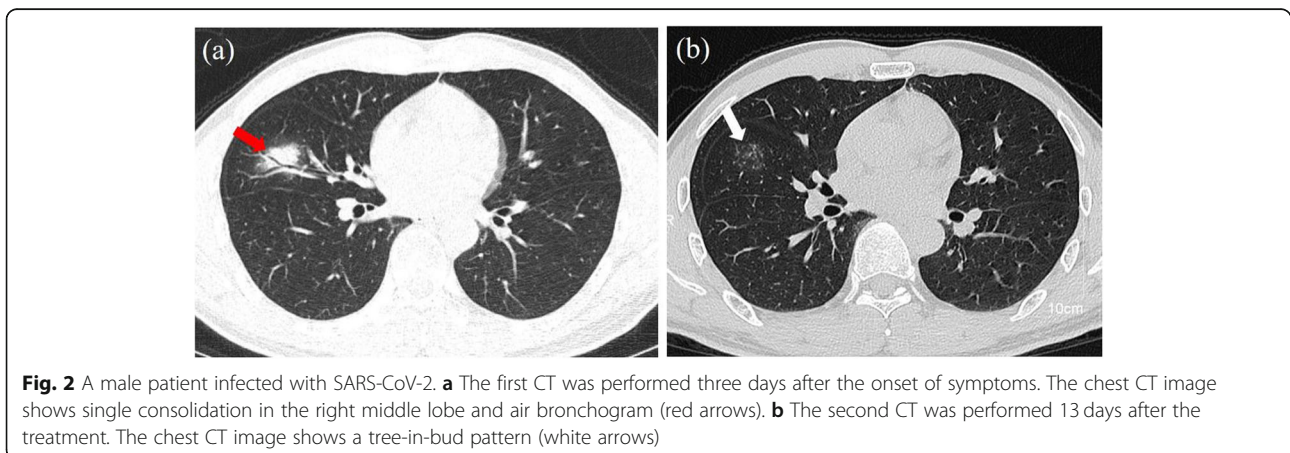 (a)
(b)
10cm
Fig. 2 A male patient infected with SARS-CoV-2. a The first CT was performed three days after the onset of symptoms. The chest CT image
shows single consolidation in the right middle lobe and air bronchogram (red arrows). b The second CT was performed 13 days after the
treatment. The chest CT image shows a tree-in-bud pattern (white arrows)